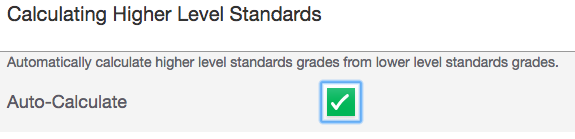 Calculating Higher Level Standards
Automatically calculate higher level standards grades from lower level standards grades.
Auto-Calculate